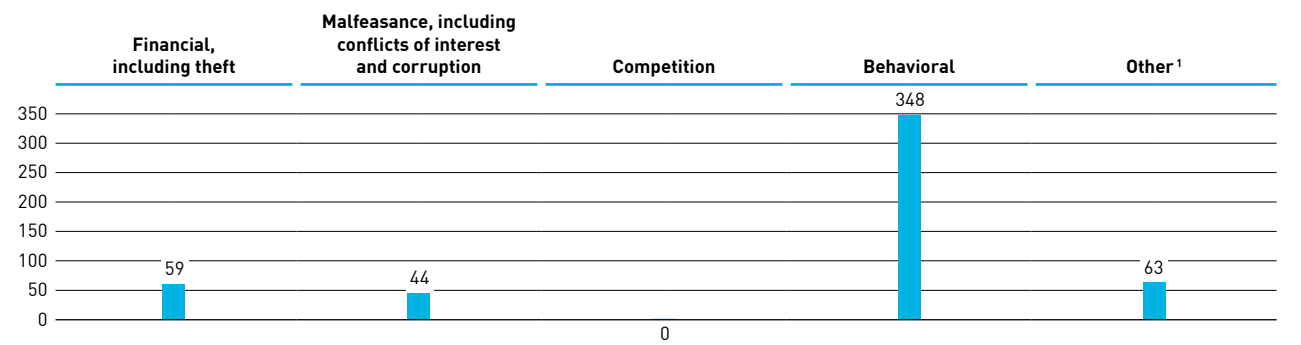 Financial,
including theft
Malfeasance, including
conflicts of interest
and corruption
Competition
Behavioral
Other ¹
350
300
250
200
150
100
50
0
59
44
0
348
63